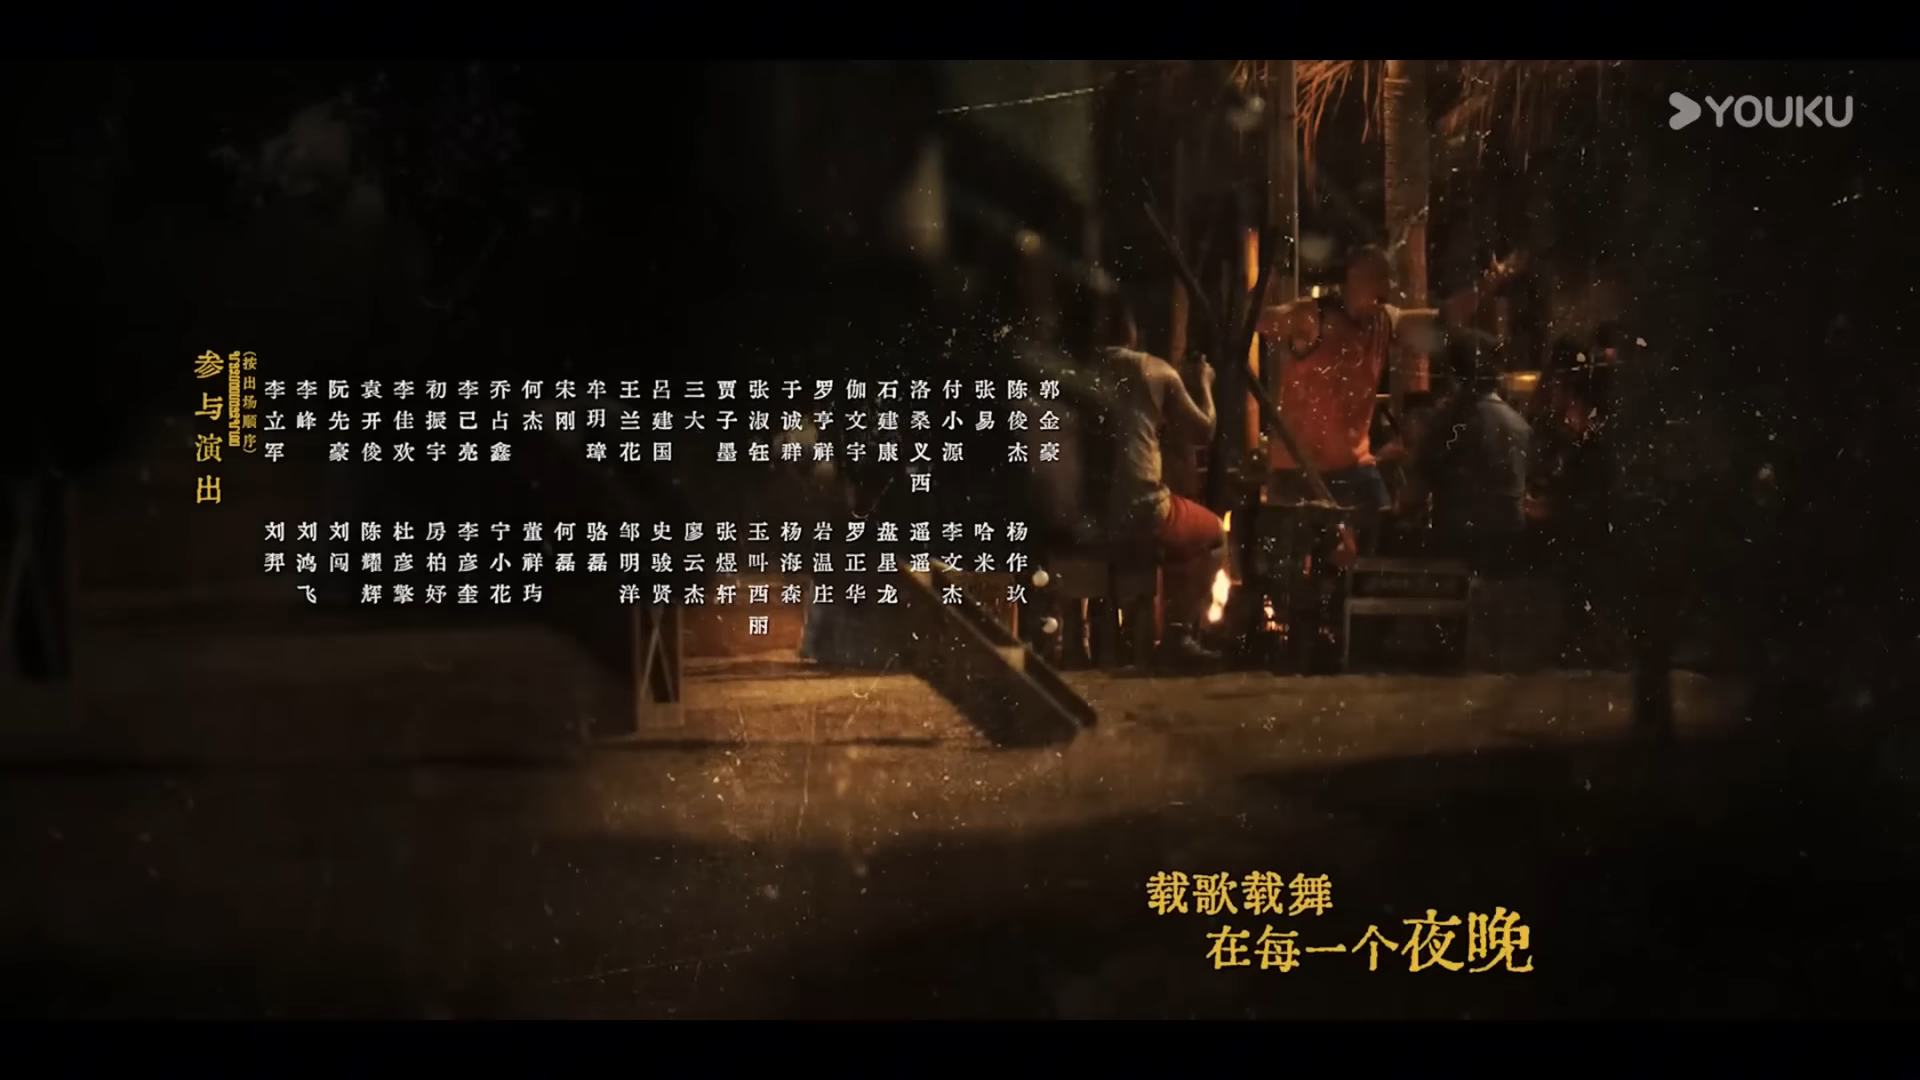 YOUKU
参与演出
(按出场顺序)
李立军
李峰
阮先豪
袁开俊
李佳欢
初振宇
李己亮
乔占鑫
何杰
宋刚
牟玥璋
王兰花
吕建国
三大
贾子墨
张淑钰
于诚群
罗亨祥
伽文宇
石建康
洛桑义西
付小源
张易
陈俊杰
郭金豪
刘羿
刘鸿飞
刘闯
陈耀辉
杜彦擎
房柏妤
李彦奎
宁小花
董祥玙
何磊
骆磊
邹明洋
史骏贤
廖云杰
张煜轩
玉叫西丽
杨海森
岩温庄
罗正华
盘星龙
遥遥
李文杰
哈米
杨作玖
载歌载舞
在每一个夜晚